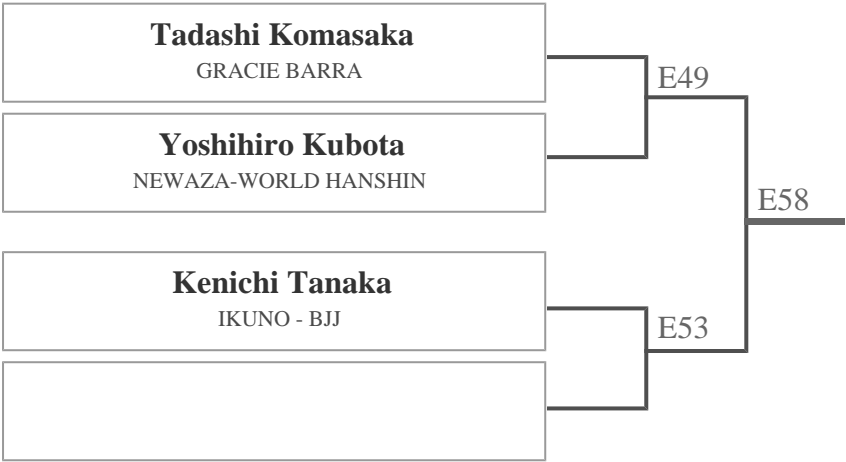 Tadashi Komasaka
GRACIE BARRA
E49
Yoshihiro Kubota
NEWAZA-WORLD HANSHIN
E58
Kenichi Tanaka
IKUNO - BJJ
E53